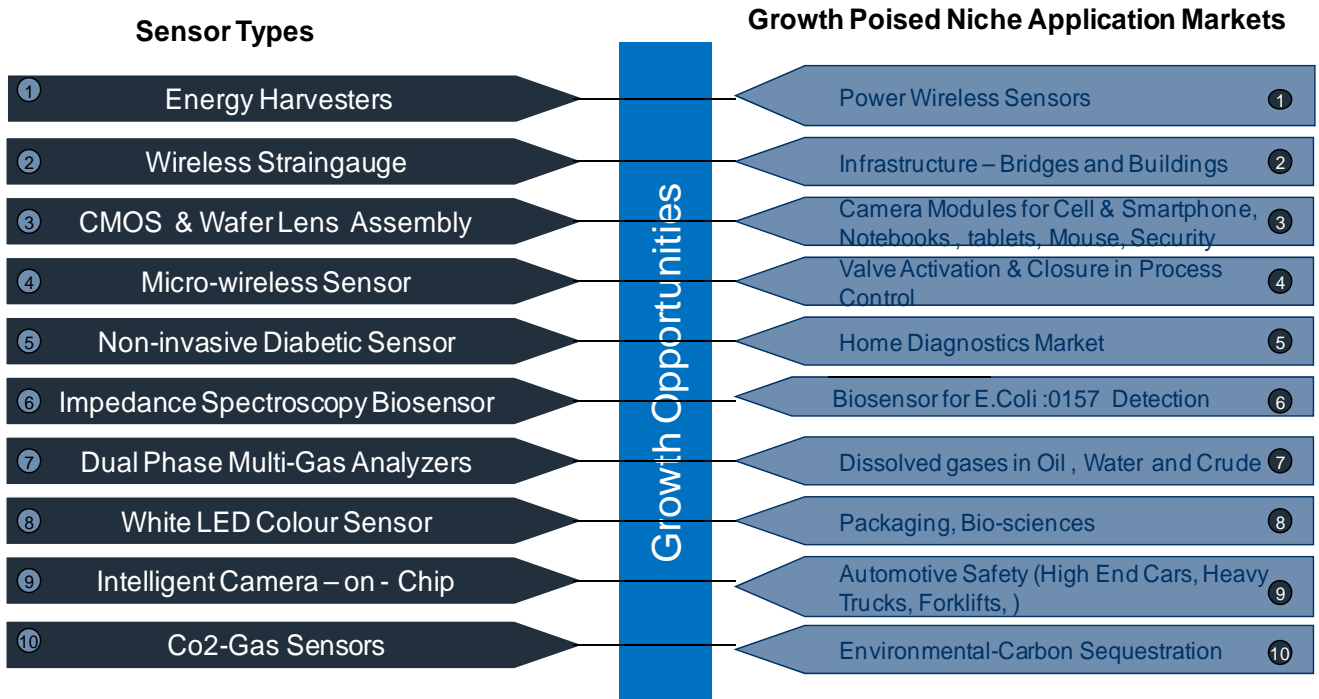 Sensor Types
Growth Poised Niche Application Markets
1 Energy Harvesters
Power Wireless Sensors 1
2 Wireless Straingauge
Infrastructure – Bridges and Buildings 2
3 CMOS & Wafer Lens Assembly
Camera Modules for Cell & Smartphone,
Notebooks , tablets, Mouse, Security 3
4 Micro-wireless Sensor
Valve Activation & Closure in Process
Control 4
5 Non-invasive Diabetic Sensor
Home Diagnostics Market 5
6 Impedance Spectroscopy Biosensor
Biosensor for E.Coli :0157 Detection 6
7 Dual Phase Multi-Gas Analyzers
Dissolved gases in Oil , Water and Crude 7
8 White LED Colour Sensor
Packaging, Bio-sciences 8
9 Intelligent Camera – on - Chip
Automotive Safety (High End Cars, Heavy
Trucks, Forklifts, ) 9
10 Co2-Gas Sensors
Environmental-Carbon Sequestration 10
Growth Opportunities